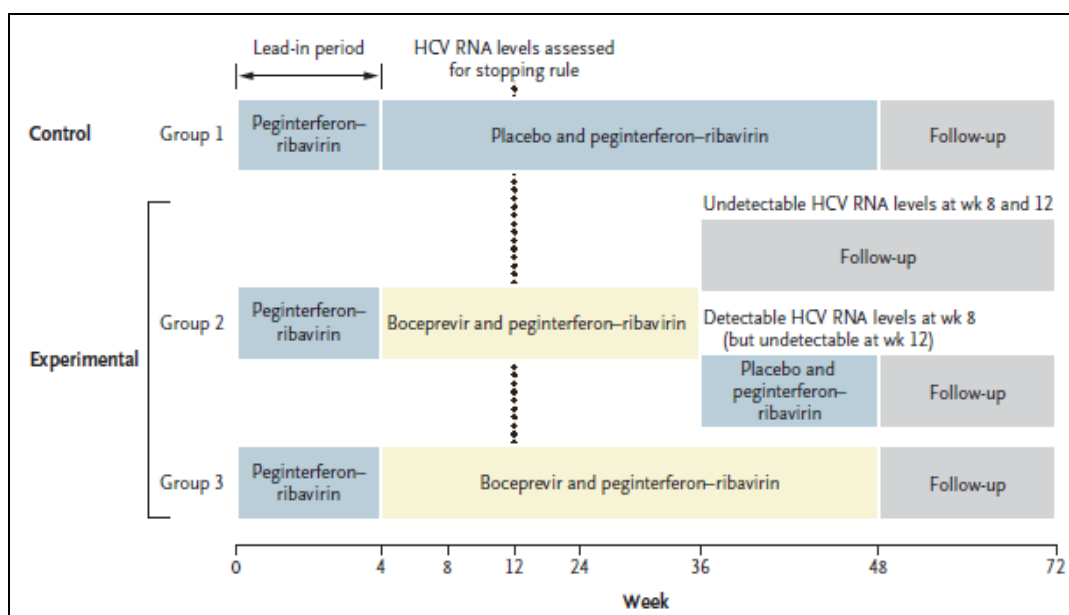 Lead-in period
HCV RNA levels assessed
for stopping rule
Control
Group 1
Peginterferon–
ribavirin
Placebo and peginterferon–ribavirin
Follow-up
Undetectable HCV RNA levels at wk 8 and 12
Follow-up
Experimental
Group 2
Peginterferon–
ribavirin
Boceprevir and peginterferon–ribavirin
Detectable HCV RNA levels at wk 8
(but undetectable at wk 12)
Placebo and
peginterferon–
ribavirin
Follow-up
Group 3
Peginterferon–
ribavirin
Boceprevir and peginterferon–ribavirin
Follow-up
0 4 8 12 24 36 48 72
Week